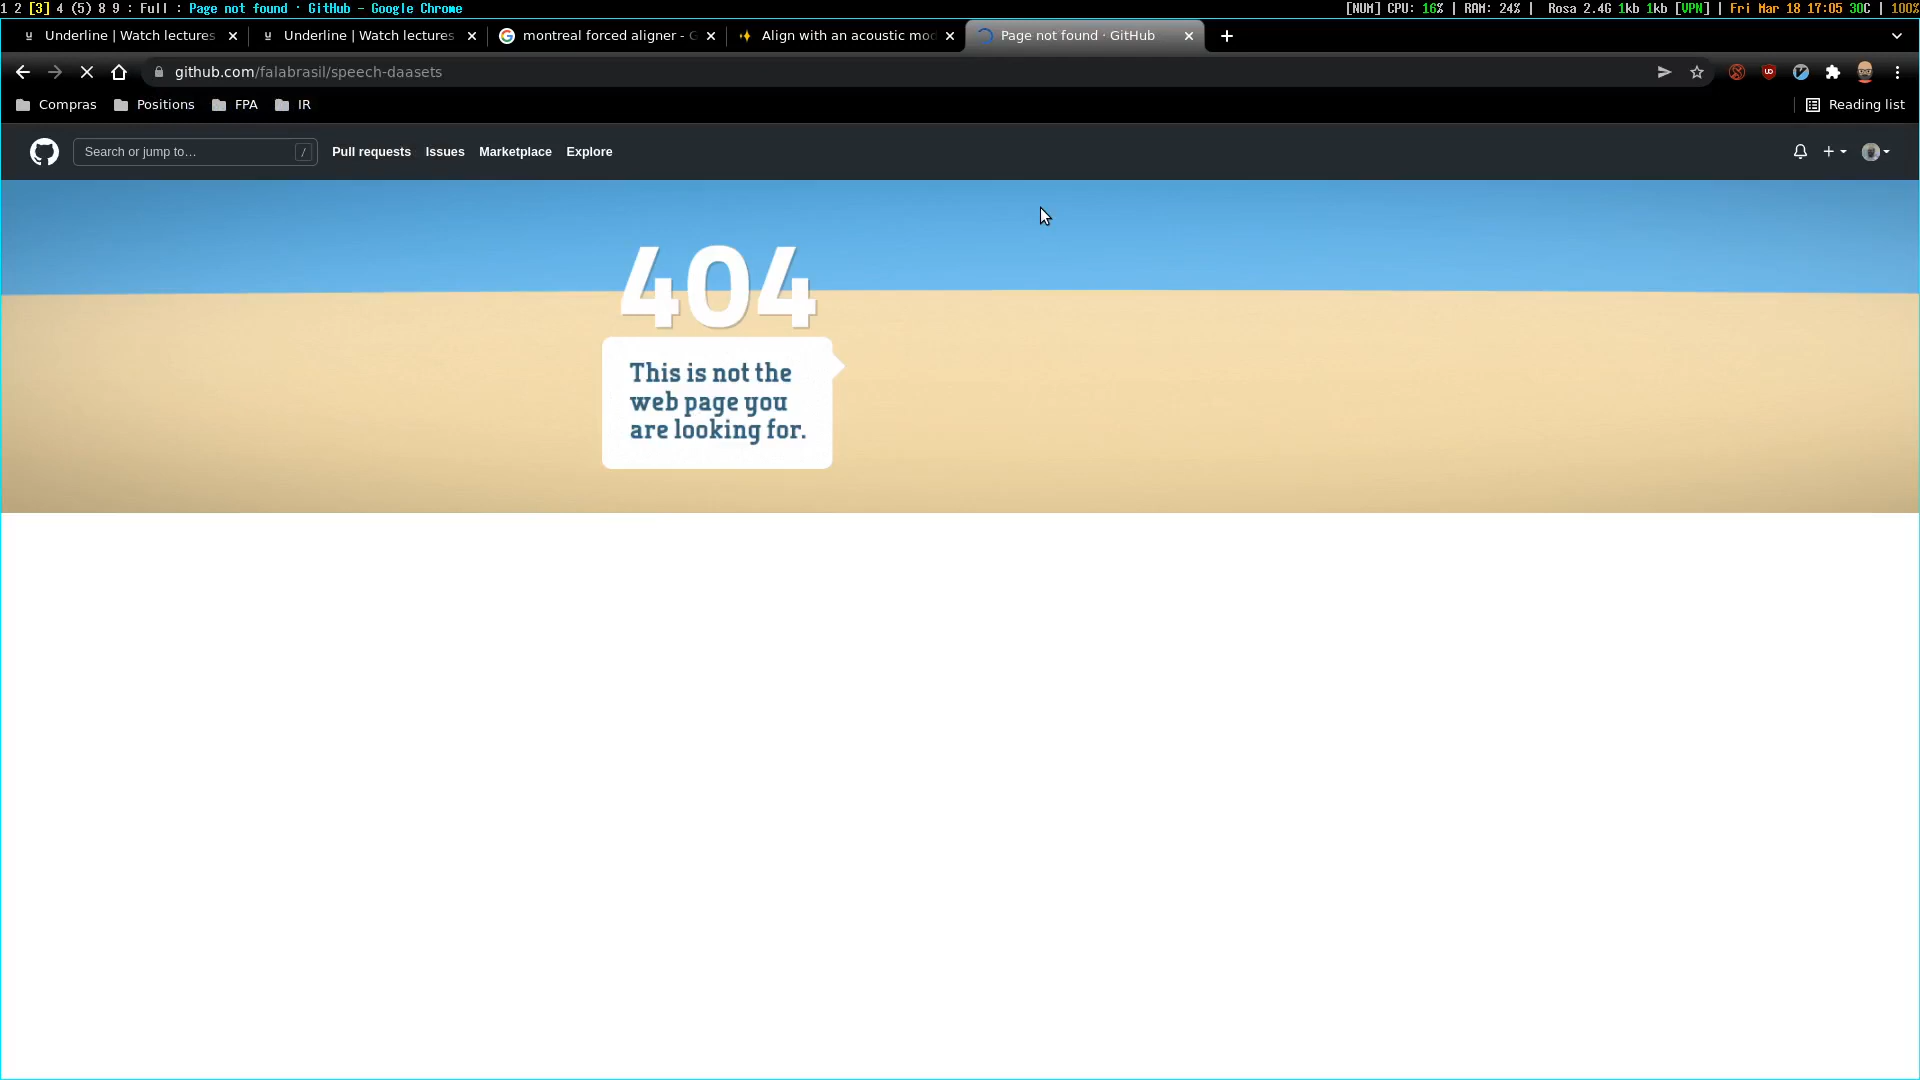 1 2 [3] 4 (5) 8 9 : Full : Page not found · GitHub - Google Chrome
[NUM] CPU: 16% | RAM: 24% | Rosa 2.4G 1kb 1kb [VPN] | Fri Mar 18 17:05 30C | 100%
Underline | Watch lectures
Underline | Watch lectures
montreal forced aligner - G
Align with an acoustic mod
Page not found · GitHub
github.com/falabrasil/speech-daasets
Compras
Positions
FPA
IR
Reading list
Search or jump to…
/
Pull requests
Issues
Marketplace
Explore
404
This is not the
web page you
are looking for.